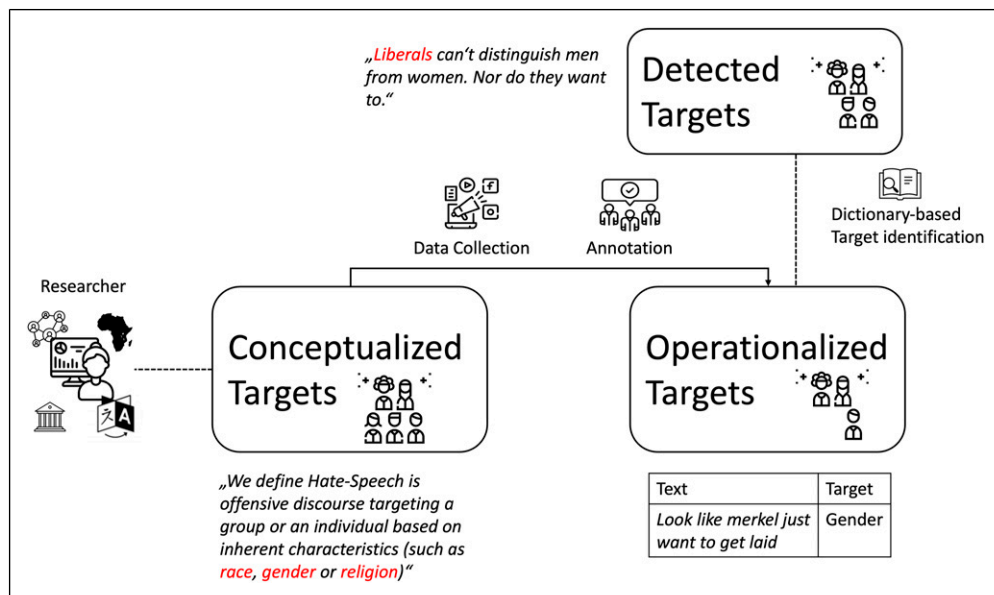 „Liberals can‘t distinguish men
from women. Nor do they want
to.“
Detected
Targets
Data Collection
Annotation
Dictionary-based
Target identification
Researcher
Conceptualized
Targets
Operationalized
Targets
„We define Hate-Speech is
offensive discourse targeting a
group or an individual based on
inherent characteristics (such as
race, gender or religion)“
Text Target
Look like merkel just Gender
want to get laid
A